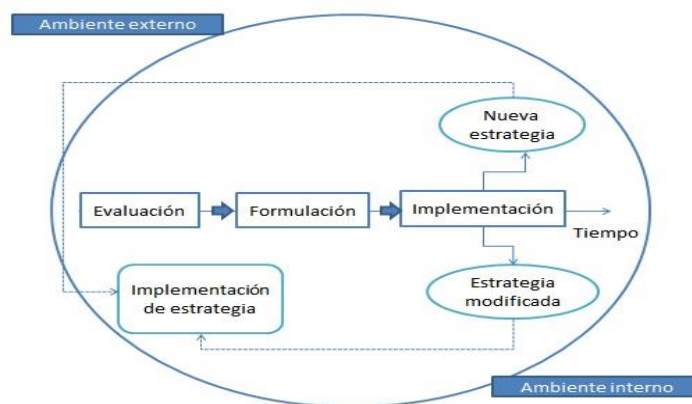 Ambiente externo
Nueva
estrategia
Evaluación
Formulación
Implementación
Tiempo
Implementación
de estrategia
Estrategia
modificada
Ambiente interno